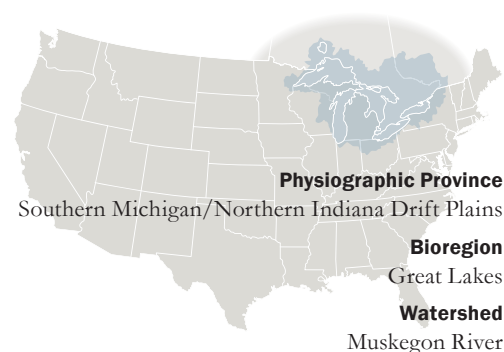 Physiographic Province
Southern Michigan/Northern Indiana Drift Plains
Bioregion
Great Lakes
Watershed
Muskegon River